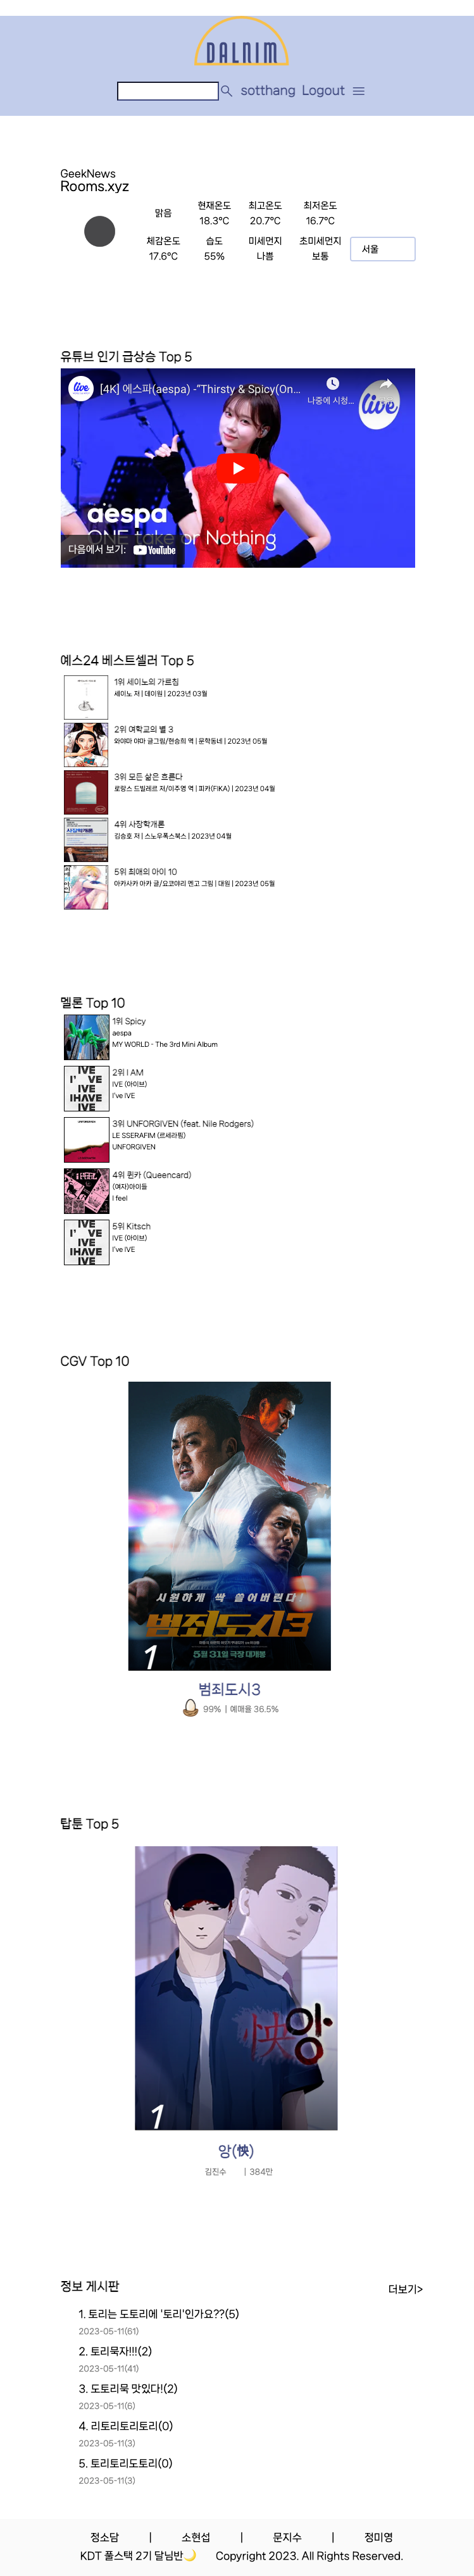 DALNIM
sotthang Logout
GeekNews
Rooms.xyz
맑음
현재온도 최고온도 최저온도
18.3°C 20.7°C 16.7°C
체감온도 습도 미세먼지 초미세먼지
17.6°C 55% 나쁨 보통
서울
유튜브 인기 급상승 Top 5
live
[4K] 에스파(aespa) -“Thirsty & Spicy(On...
나중에 시청...
live
aespa
ONE take or Nothing
다음에서 보기: YouTube
예스24 베스트셀러 Top 5
1위 세이노의 가르침
세이노 저 | 데이원 | 2023년 03월
2위 여학교의 별 3
와야마 야마 글그림/현승희 역 | 문학동네 | 2023년 05월
3위 모든 삶은 흐른다
로랑스 드빌레르 저/이주영 역 | 피카(FIKA) | 2023년 04월
4위 사장학개론
김승호 저 | 스노우폭스북스 | 2023년 04월
사장학개론
5위 최애의 아이 10
아카사카 아카 글/요코야리 멘고 그림 | 대원 | 2023년 05월
멜론 Top 10
1위 Spicy
aespa
MY WORLD - The 3rd Mini Album
2위 I AM
IVE (아이브)
I've IVE
3위 UNFORGIVEN (feat. Nile Rodgers)
LE SSERAFIM (르세라핌)
UNFORGIVEN
4위 퀸카 (Queencard)
(여자)아이들
I feel
5위 Kitsch
IVE (아이브)
I've IVE
CGV Top 10
시원하게 싹 쓸어버린다!
범죄도시3
5월 31일 극장 대개봉
1
범죄도시3
99% | 예매율 36.5%
탑툰 Top 5
快앙
1
앙(快)
김진수 | 384만
정보 게시판
더보기>
1. 토리는 도토리에 '토리'인가요??(5)
2023-05-11(61)
2. 토리묵자!!!(2)
2023-05-11(41)
3. 도토리묵 맛있다!(2)
2023-05-11(6)
4. 리토리토리토리(0)
2023-05-11(3)
5. 토리토리도토리(0)
2023-05-11(3)
정소담 | 소현섭 | 문지수 | 정미영
KDT 풀스택 2기 달님반🌙 Copyright 2023. All Rights Reserved.